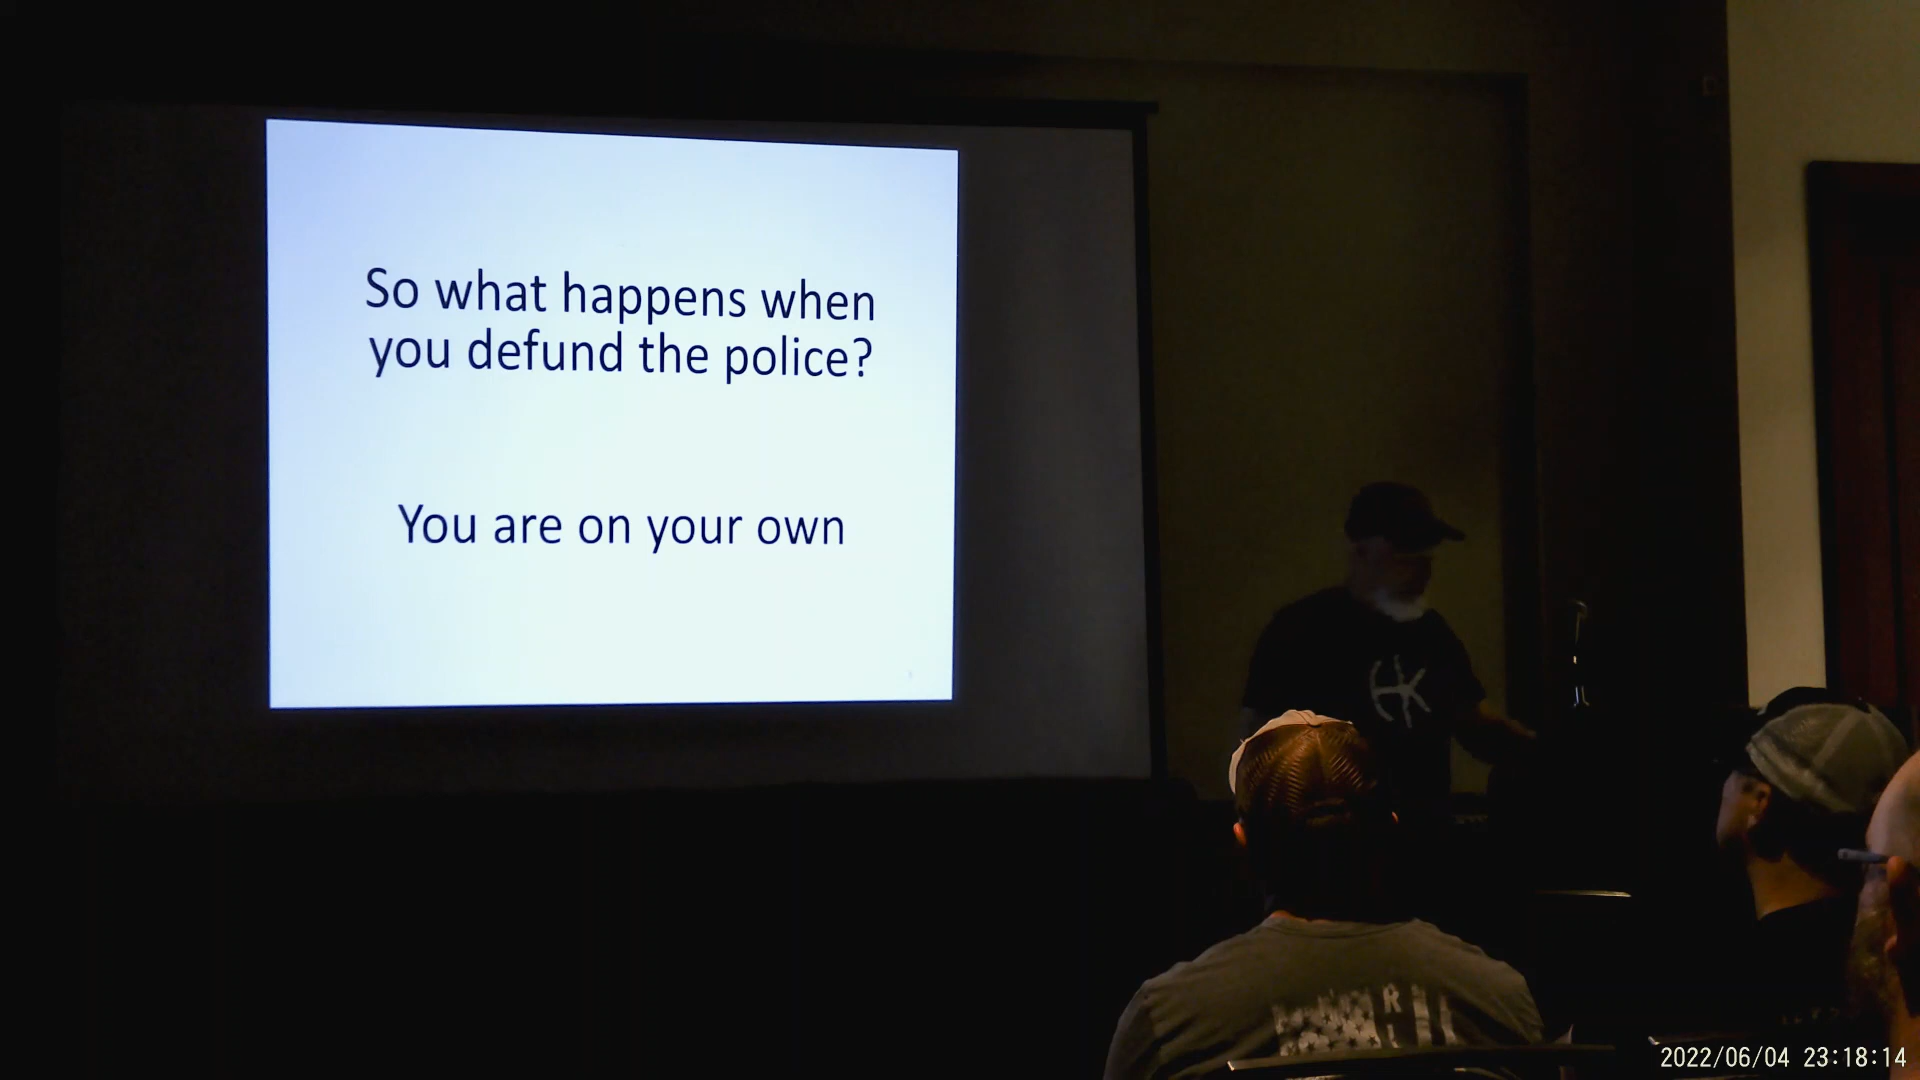 So what happens when
you defund the police?
You are on your own
HK
2022/06/04 23:18:14